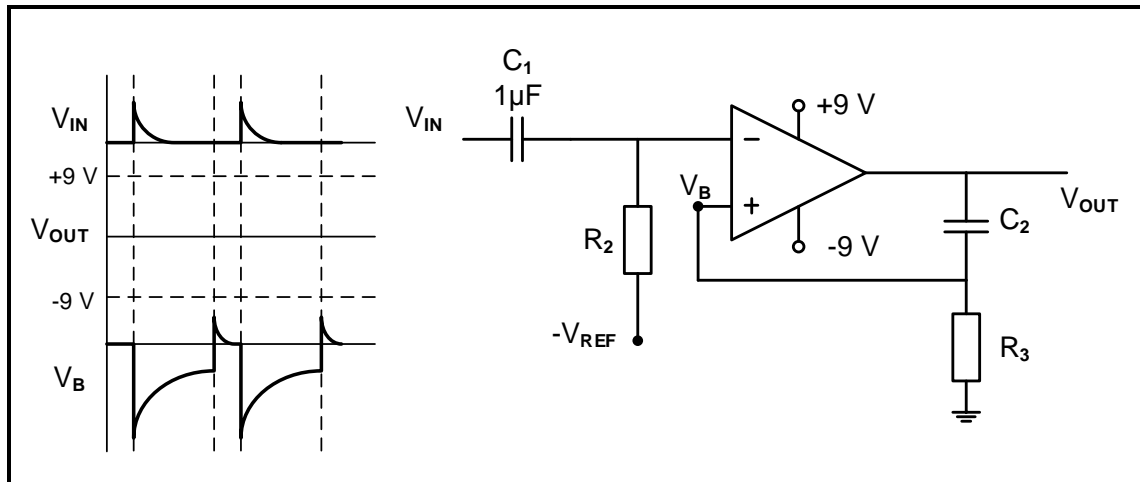 V_IN
+9 V
V_OUT
-9 V
V_B
C₁
1µF
V_IN
+9 V
−
V_B
+
-9 V
V_OUT
R₂
C₂
-V_REF
R₃